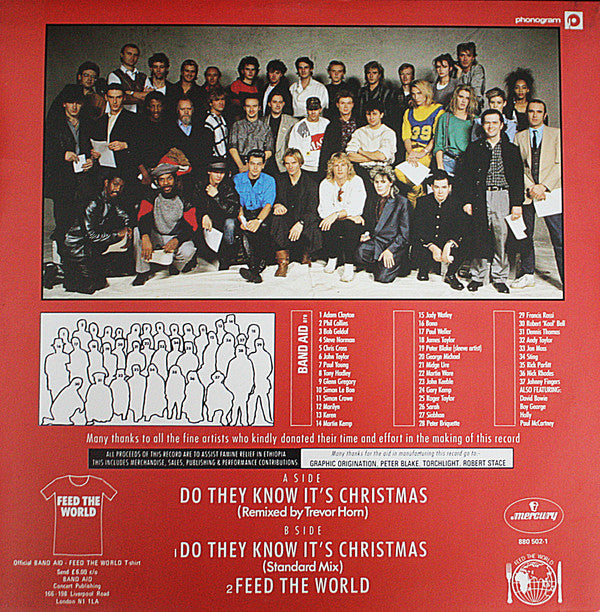 phonogram
39
BAND AID are
1 Adam Clayton
2 Phil Collins
3 Bob Geldof
4 Steve Norman
5 Chris Cross
6 John Taylor
7 Paul Young
8 Tony Hadley
9 Glenn Gregory
10 Simon Le Bon
11 Simon Crowe
12 Marilyn
13 Keren
14 Martin Kemp
15 Jody Watley
16 Bono
17 Paul Weller
18 James Taylor
19 Peter Blake (sleeve artist)
20 George Michael
21 Midge Ure
22 Martin Ware
23 John Keeble
24 Gary Kemp
25 Roger Taylor
26 Sarah
27 Siobhan
28 Peter Briquette
29 Francis Rossi
30 Robert 'Kool' Bell
31 Dennis Thomas
32 Andy Taylor
33 Jon Moss
34 Sting
35 Rick Parfitt
36 Nick Rhodes
37 Johnny Fingers
ALSO FEATURING:
David Bowie
Boy George
Holly
Paul McCartney
Many thanks to all the fine artists who kindly donated their time and effort in the making of this record
ALL PROCEEDS OF THIS RECORD ARE TO ASSIST FAMINE RELIEF IN ETHIOPIA
THIS INCLUDES MERCHANDISE, SALES, PUBLISHING & PERFORMANCE CONTRIBUTIONS
Many thanks for the aid in manufacturing this record go to:-
GRAPHIC ORIGINATION, PETER BLAKE, TORCHLIGHT, ROBERT STACE
A SIDE
DO THEY KNOW IT'S CHRISTMAS
(Remixed by Trevor Horn)
B SIDE
1 DO THEY KNOW IT'S CHRISTMAS
(Standard Mix)
2 FEED THE WORLD
FEED THE
WORLD
Official BAND AID - FEED THE WORLD T-shirt
Send £6.00 c/o
BAND AID
Concert Publishing
166-198 Liverpool Road
London N1 1LA
mercury
880 502-1
FEED THE WORLD